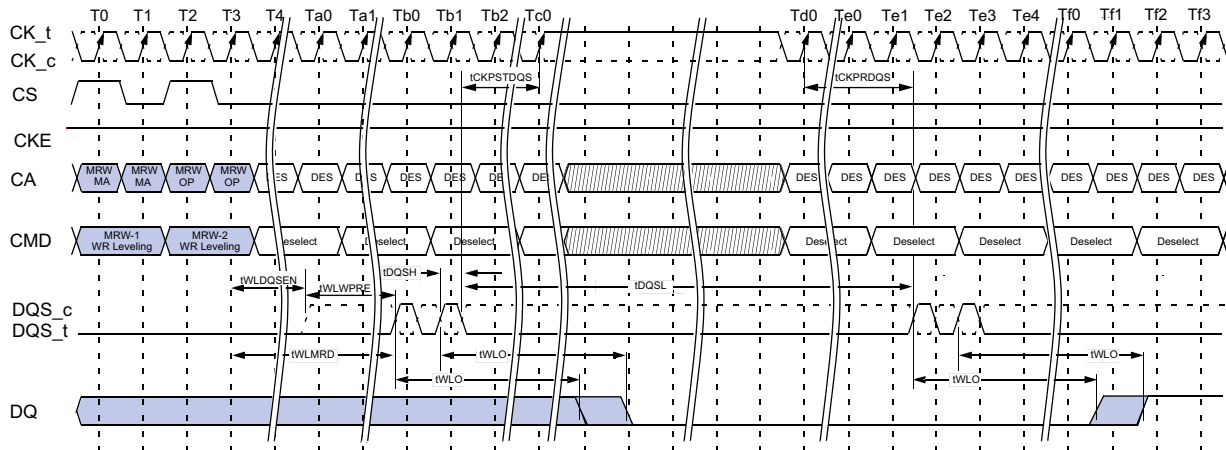 T0 T1 T2 T3 T4 Ta0 Ta1 Tb0 Tb1 Tb2 Tc0 Td0 Te0 Te1 Te2 Te3 Te4 Tf0 Tf1 Tf2 Tf3
CK_t
CK_c
tCKPSTDQS tCKPRDQS
CS
CKE
CA
MRW MA
MRW MA
MRW OP
MRW OP
DES DES DES DES DES DES DES DES DES DES DES DES DES DES DES DES DES
CMD
MRW-1 WR Leveling
MRW-2 WR Leveling
Deselect Deselect Deselect Deselect Deselect Deselect Deselect Deselect
tWLDQSEN tWLWPRE tDQSH tDQSL
DQS_c
DQS_t
tWLMRD tWLO tWLO
tWLO tWLO
DQ